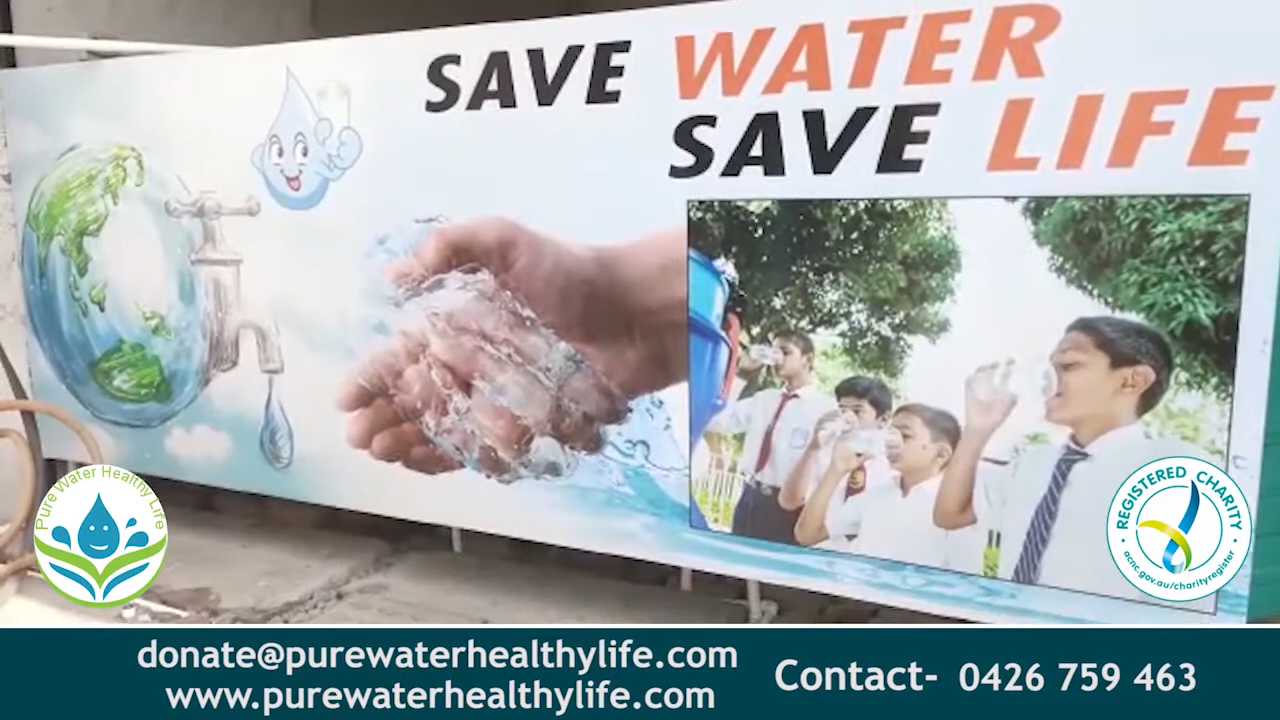 SAVE WATER
SAVE LIFE
Pure Water Healthy Life
REGISTERED CHARITY
acnc.gov.au/charityregister
donate@purewaterhealthylife.com
www.purewaterhealthylife.com
Contact- 0426 759 463